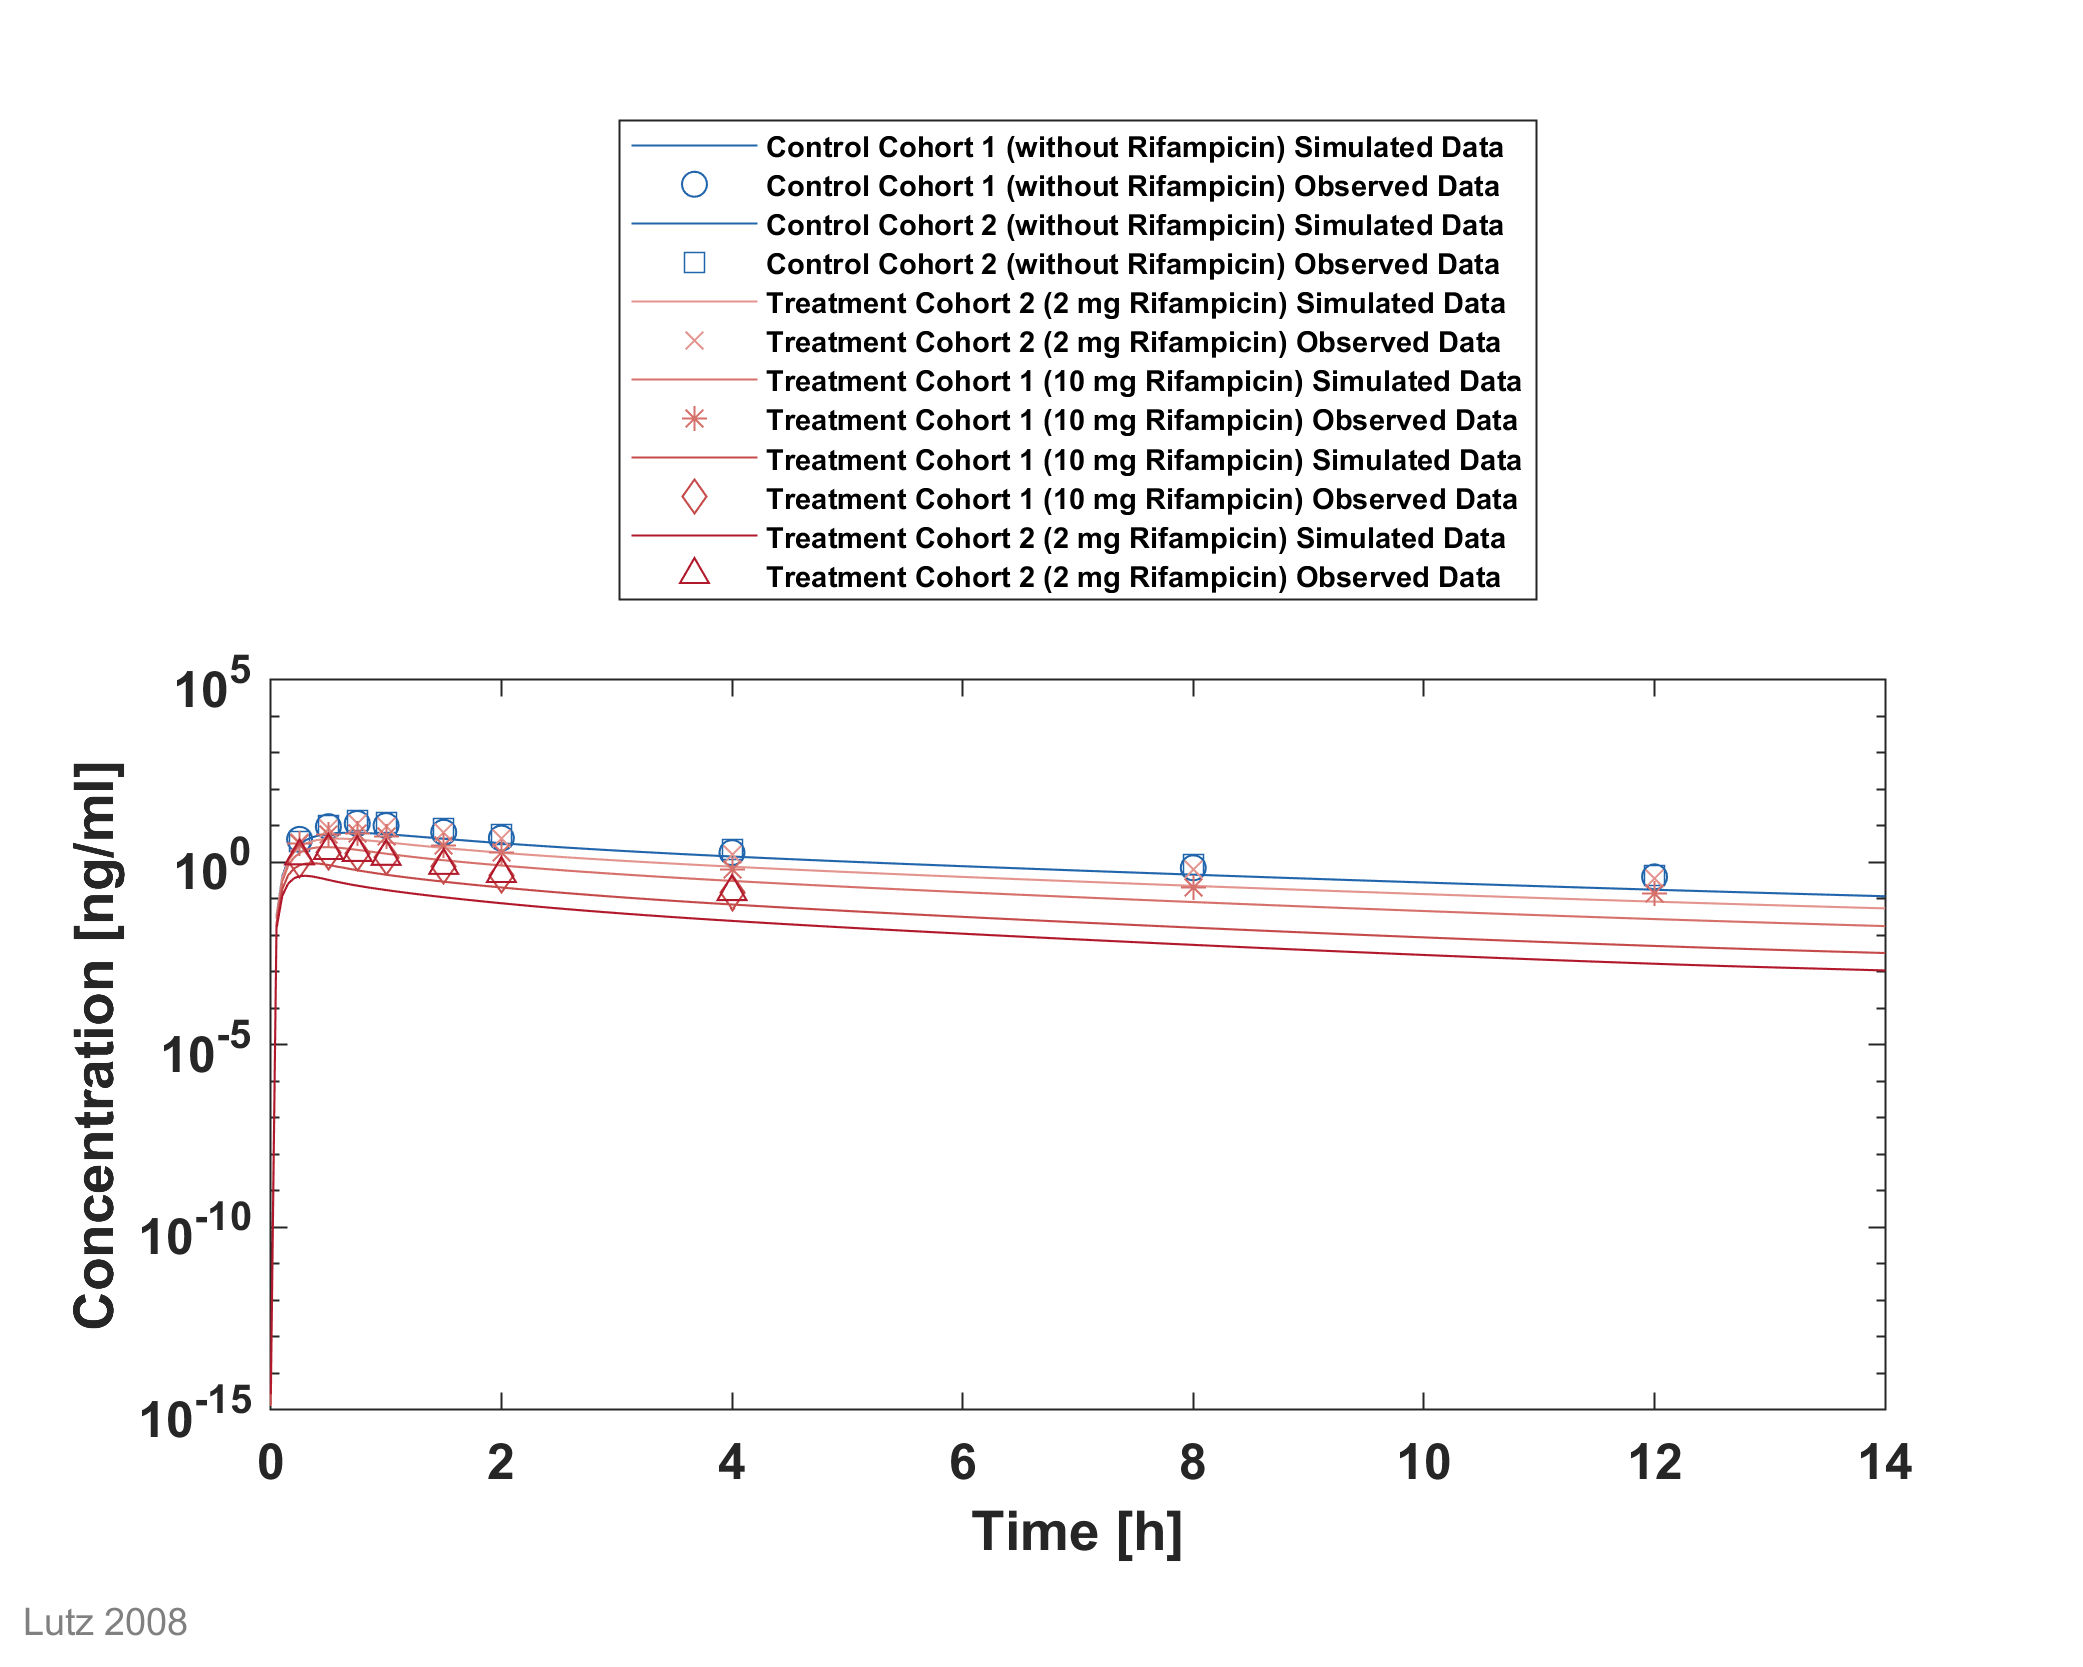 Control Cohort 1 (without Rifampicin) Simulated Data
Control Cohort 1 (without Rifampicin) Observed Data
Control Cohort 2 (without Rifampicin) Simulated Data
Control Cohort 2 (without Rifampicin) Observed Data
Treatment Cohort 2 (2 mg Rifampicin) Simulated Data
Treatment Cohort 2 (2 mg Rifampicin) Observed Data
Treatment Cohort 1 (10 mg Rifampicin) Simulated Data
Treatment Cohort 1 (10 mg Rifampicin) Observed Data
Treatment Cohort 1 (10 mg Rifampicin) Simulated Data
Treatment Cohort 1 (10 mg Rifampicin) Observed Data
Treatment Cohort 2 (2 mg Rifampicin) Simulated Data
Treatment Cohort 2 (2 mg Rifampicin) Observed Data
Concentration [ng/ml]
10^5
10^0
10^-5
10^-10
10^-15
0 2 4 6 8 10 12 14
Time [h]
Lutz 2008